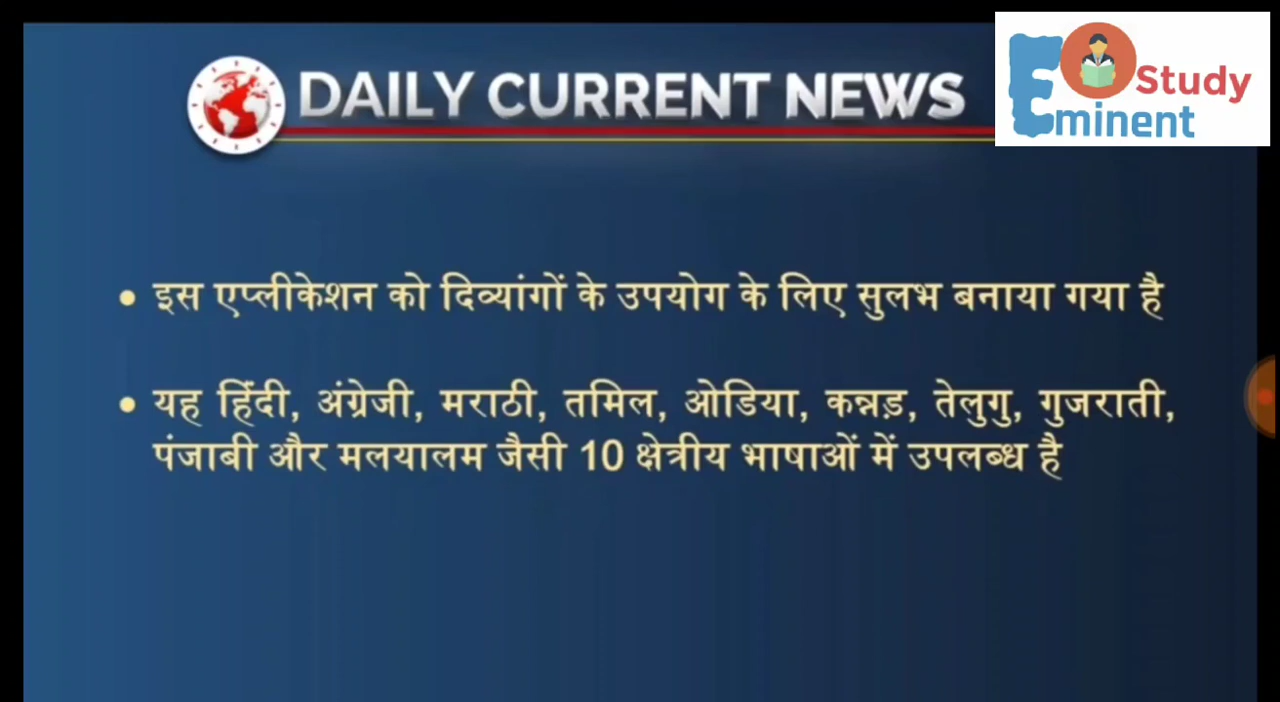 DAILY CURRENT NEWS
Study
Eminent
• इस एप्लीकेशन को दिव्यांगों के उपयोग के लिए सुलभ बनाया गया है
• यह हिंदी, अंग्रेजी, मराठी, तमिल, ओडिया, कन्नड़, तेलुगु, गुजराती,
पंजाबी और मलयालम जैसी 10 क्षेत्रीय भाषाओं में उपलब्ध है